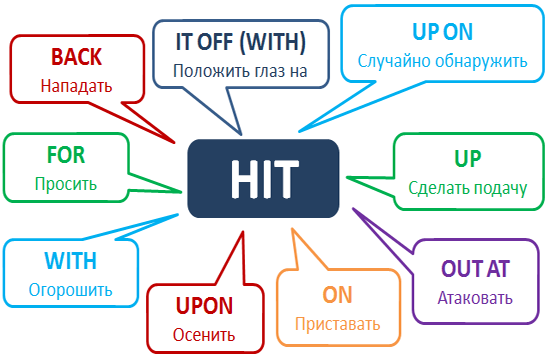 BACK
Нападать
IT OFF (WITH)
Положить глаз на
UP ON
Случайно обнаружить
FOR
Просить
HIT
UP
Сделать подачу
WITH
Огорошить
UPON
Осенить
ON
Приставать
OUT AT
Атаковать